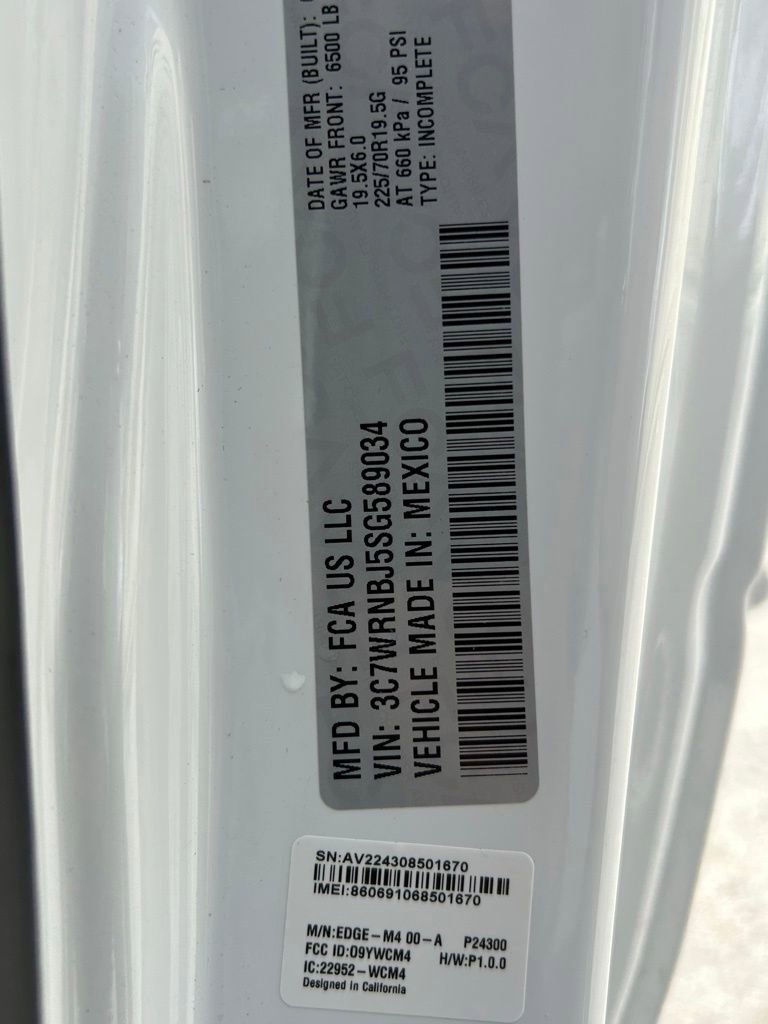 MFD BY: FCA US LLC
VIN: 3C7WRNBJ5SG589034
VEHICLE MADE IN: MEXICO
DATE OF MFR (BUILT):
GAWR FRONT: 6500 LB
19.5X6.0
225/70R19.5G
AT 660 kPa / 95 PSI
TYPE: INCOMPLETE
SN:AV224308501670
IMEI:860691068501670
M/N:EDGE-M4 00-A P24300
FCC ID:O9YWCM4 H/W:P1.0.0
IC:22952-WCM4
Designed in California